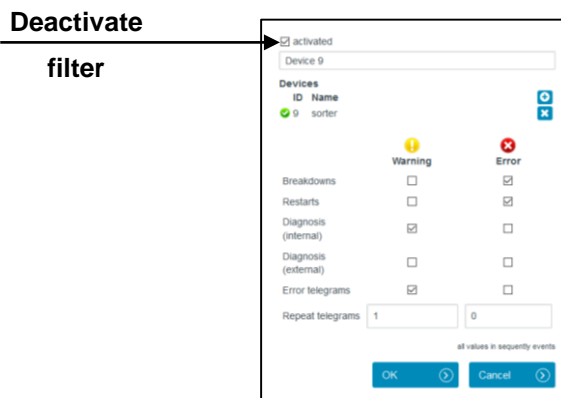 Deactivate
filter
activated
Device 9
Devices
ID Name
9 sorter
Warning Error
Breakdowns
Restarts
Diagnosis
(internal)
Diagnosis
(external)
Error telegrams
Repeat telegrams 1 0
all values in sequently events
OK Cancel